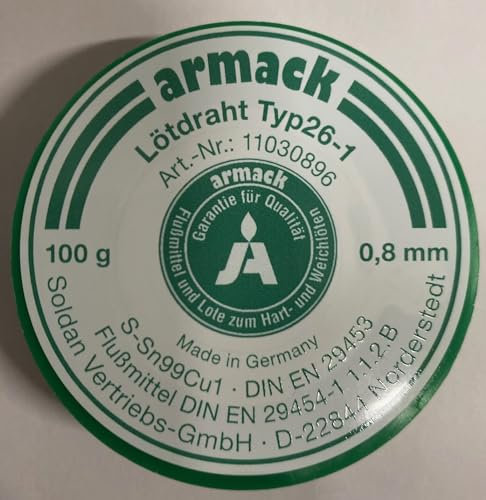 armack
Lötdraht Typ26-1
Art.-Nr.: 11030896
armack
Garantie für Qualität
Flußmittel und Lote zum Hart- und Weichlöten
A
100 g
0,8 mm
Made in Germany
S-Sn99Cu1 · DIN EN 29453
Flußmittel DIN EN 29454-1 1.1.2.B
Soldan Vertriebs-GmbH · D-22844 Norderstedt